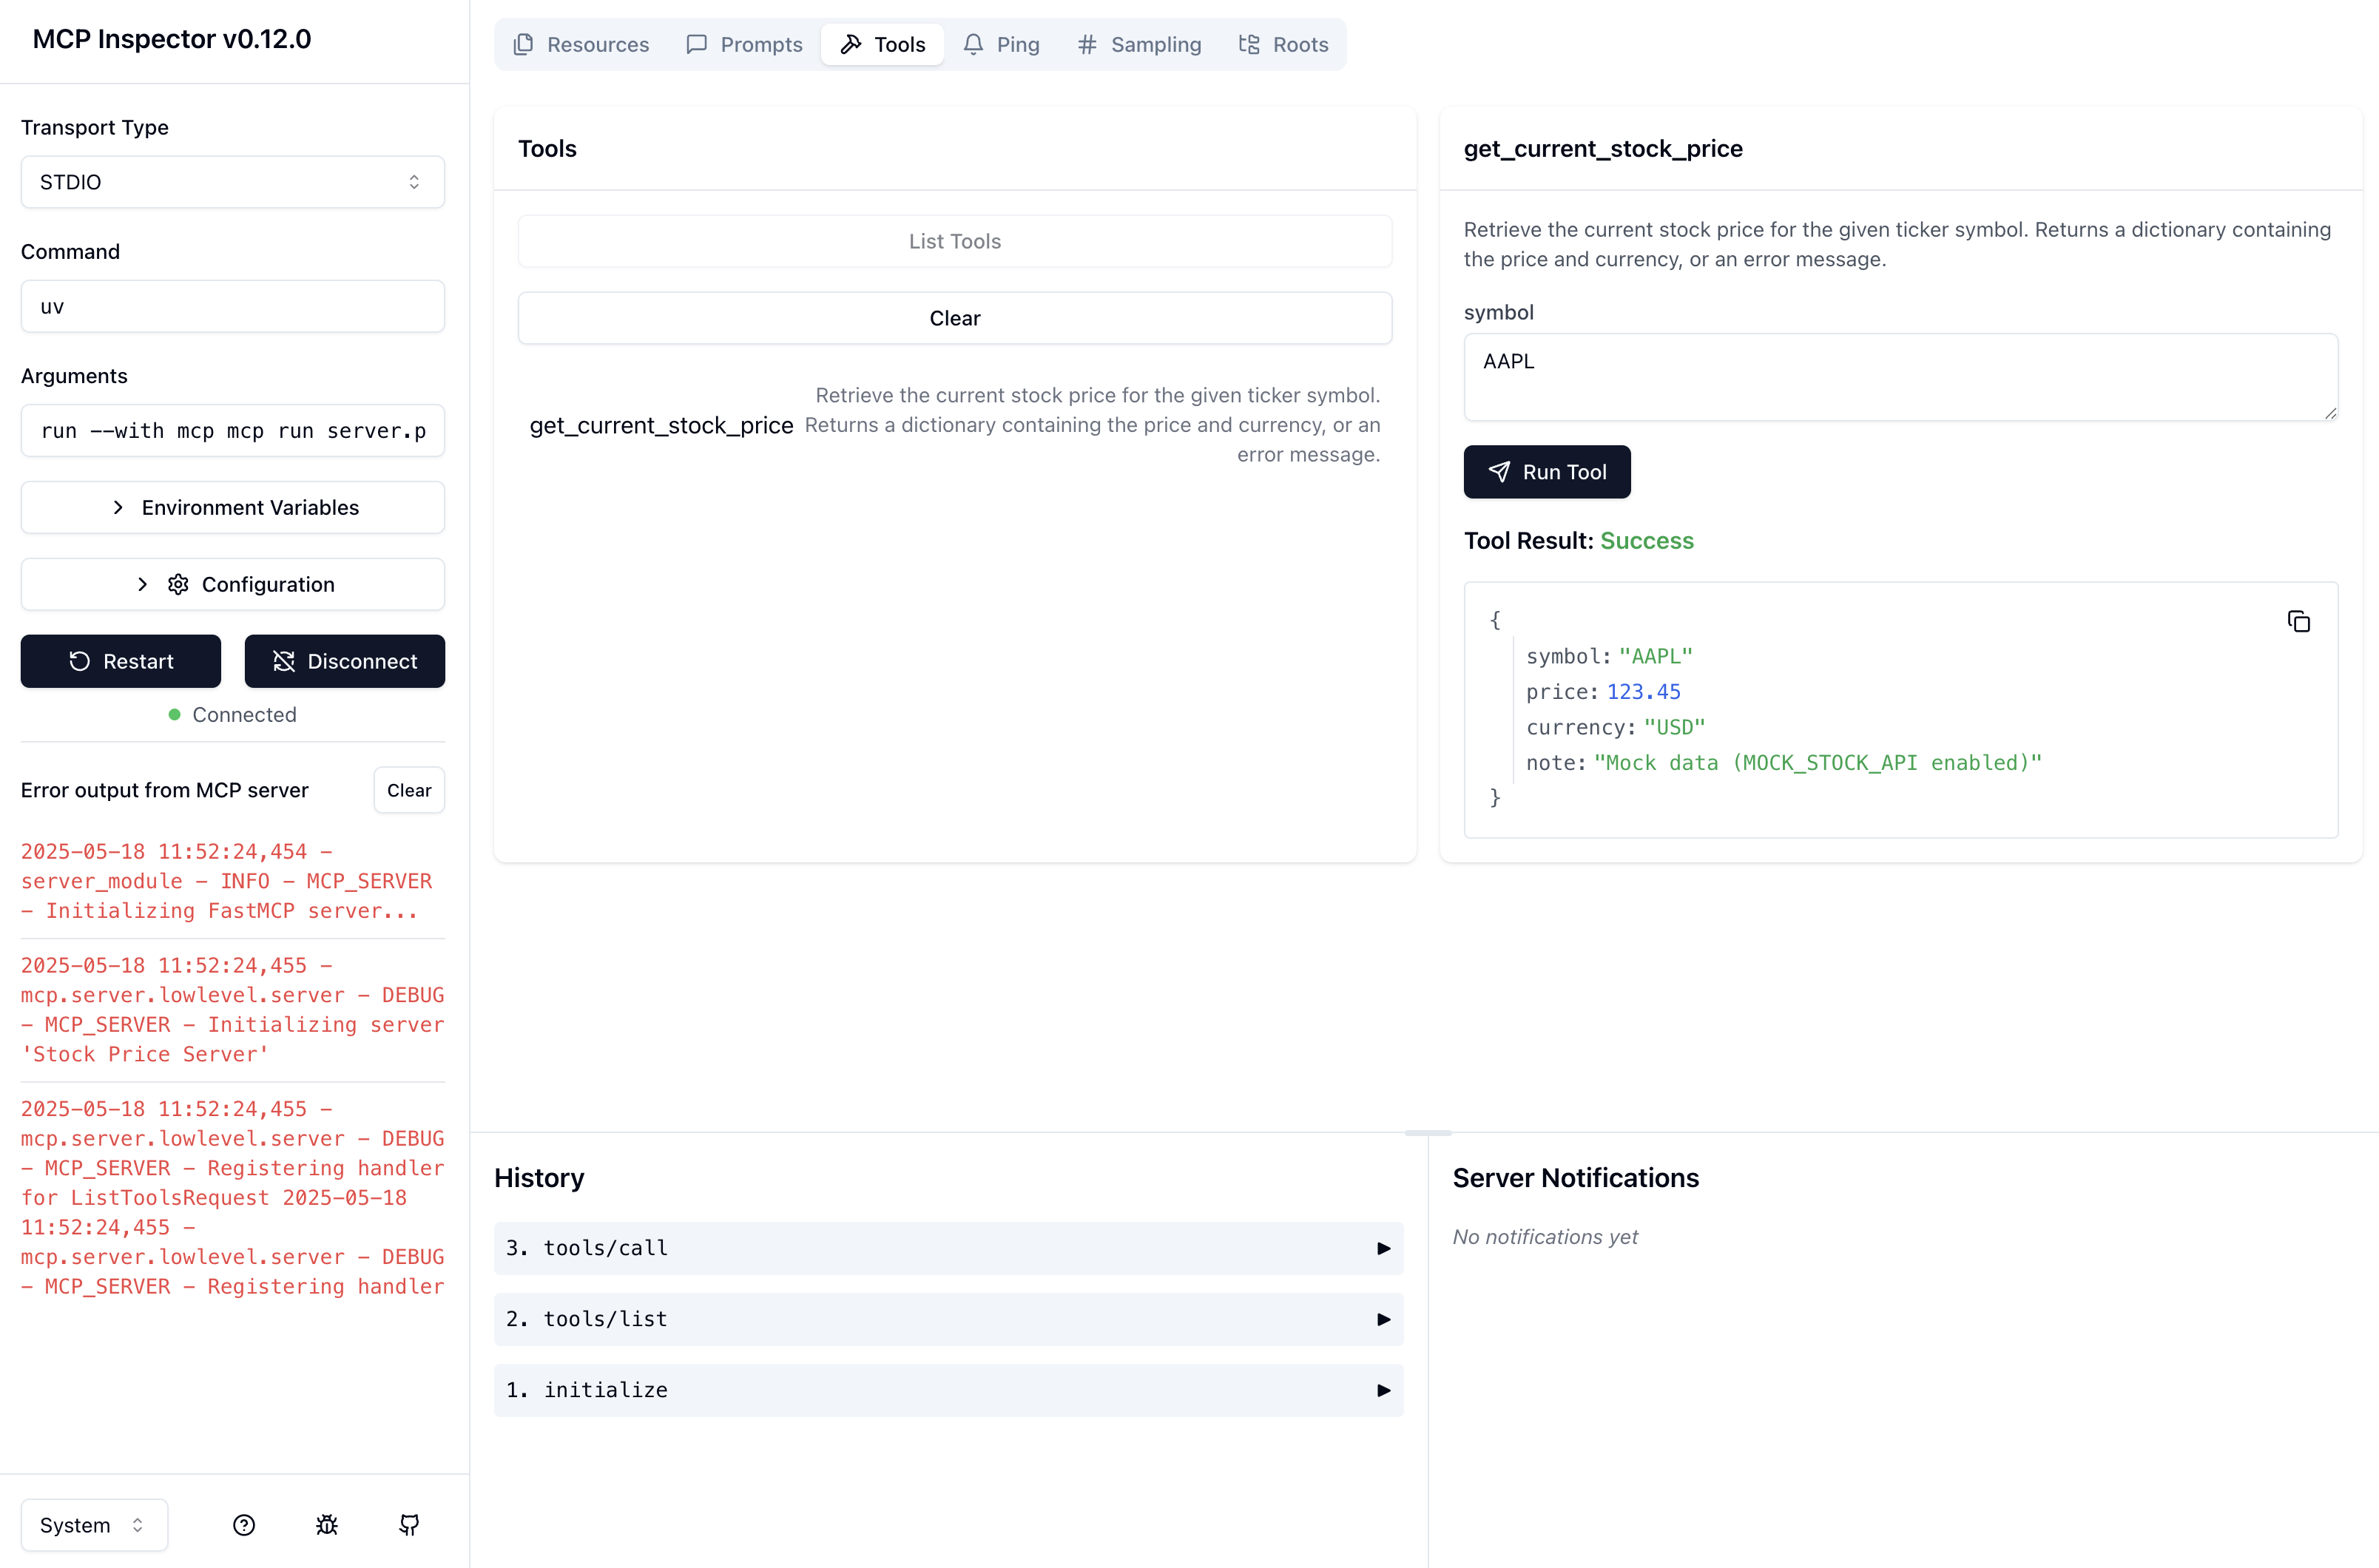 MCP Inspector v0.12.0
Transport Type
STDIO
Command
uv
Arguments
run --with mcp mcp run server.p
Environment Variables
Configuration
Restart
Disconnect
Connected
Error output from MCP server
Clear
2025-05-18 11:52:24,454 -
server_module - INFO - MCP_SERVER
- Initializing FastMCP server...
2025-05-18 11:52:24,455 -
mcp.server.lowlevel.server - DEBUG
- MCP_SERVER - Initializing server
'Stock Price Server'
2025-05-18 11:52:24,455 -
mcp.server.lowlevel.server - DEBUG
- MCP_SERVER - Registering handler
for ListToolsRequest 2025-05-18
11:52:24,455 -
mcp.server.lowlevel.server - DEBUG
- MCP_SERVER - Registering handler
System
Resources
Prompts
Tools
Ping
Sampling
Roots
Tools
List Tools
Clear
get_current_stock_price
Retrieve the current stock price for the given ticker symbol.
Returns a dictionary containing the price and currency, or an
error message.
get_current_stock_price
Retrieve the current stock price for the given ticker symbol. Returns a dictionary containing
the price and currency, or an error message.
symbol
AAPL
Run Tool
Tool Result: Success
{
symbol: "AAPL"
price: 123.45
currency: "USD"
note: "Mock data (MOCK_STOCK_API enabled)"
}
History
3. tools/call
2. tools/list
1. initialize
Server Notifications
No notifications yet